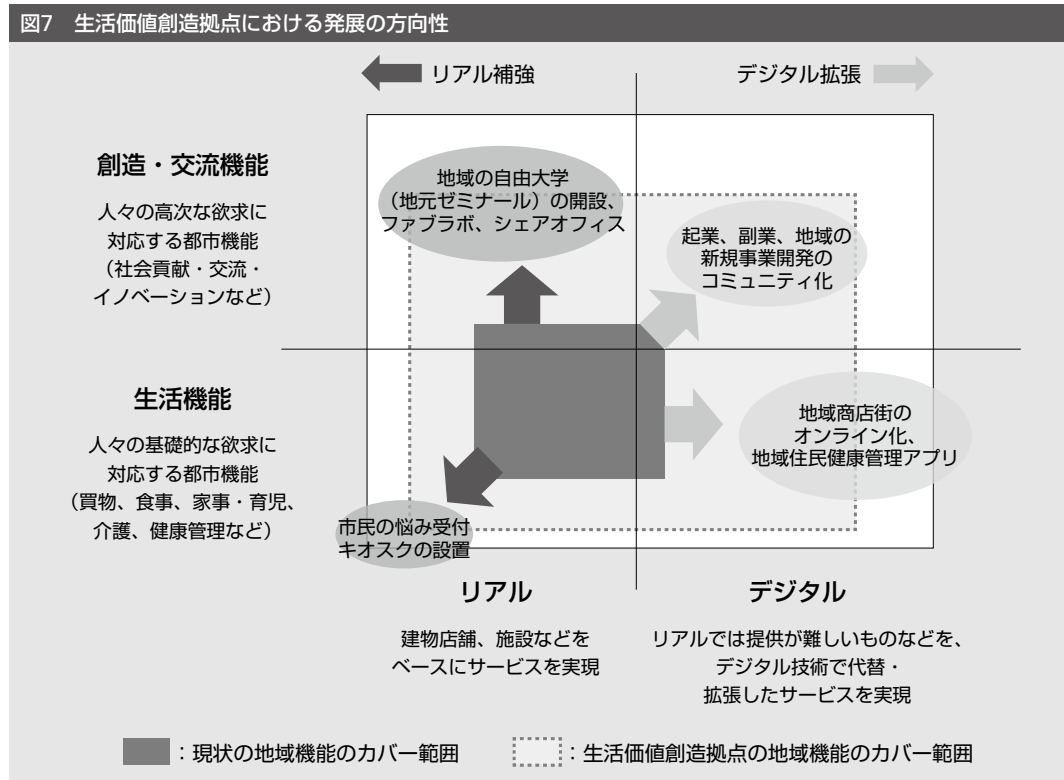 図7 生活価値創造拠点における発展の方向性
リアル補強
デジタル拡張
創造・交流機能
人々の高次な欲求に
対応する都市機能
（社会貢献・交流・
イノベーションなど）
地域の自由大学
（地元ゼミナール）の開設、
ファブラボ、シェアオフィス
起業、副業、地域の
新規事業開発の
コミュニティ化
生活機能
人々の基礎的な欲求に
対応する都市機能
（買物、食事、家事・育児、
介護、健康管理など）
地域商店街の
オンライン化、
地域住民健康管理アプリ
市民の悩み受付
キオスクの設置
リアル
建物店舗、施設などを
ベースにサービスを実現
デジタル
リアルでは提供が難しいものなどを、
デジタル技術で代替・
拡張したサービスを実現
：現状の地域機能のカバー範囲
：生活価値創造拠点の地域機能のカバー範囲